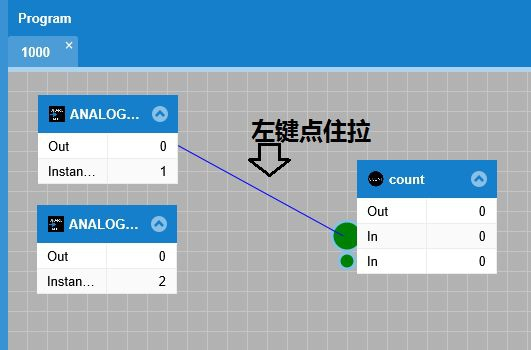 Program
1000 ×
ANALOG...
Out 0
Instan... 1
左键点住拉
count
Out 0
In 0
In 0
ANALOG...
Out 0
Instan... 2